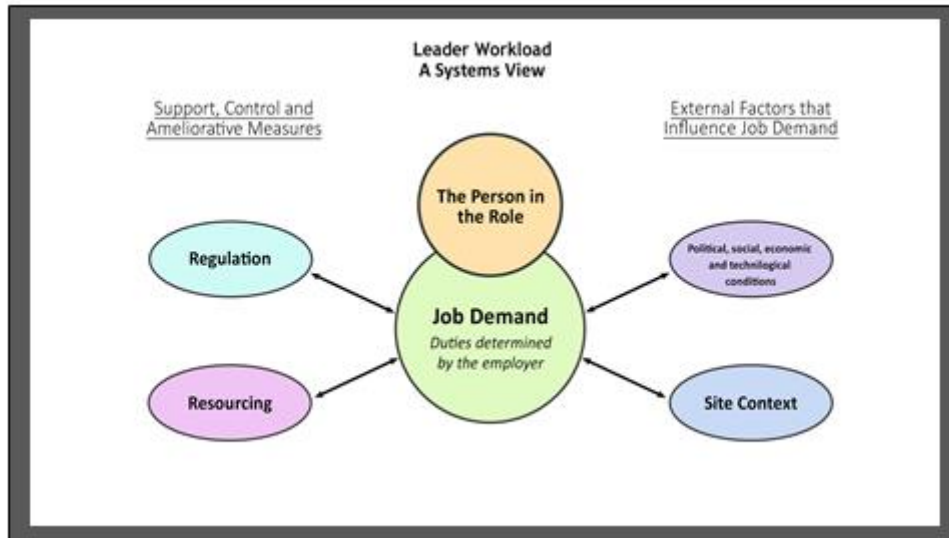 Leader Workload
A Systems View
Support, Control and
Ameliorative Measures
External Factors that
Influence Job Demand
The Person in
the Role
Regulation
Political, social, economic
and technilogical
conditions
Job Demand
Duties determined
by the employer
Resourcing
Site Context